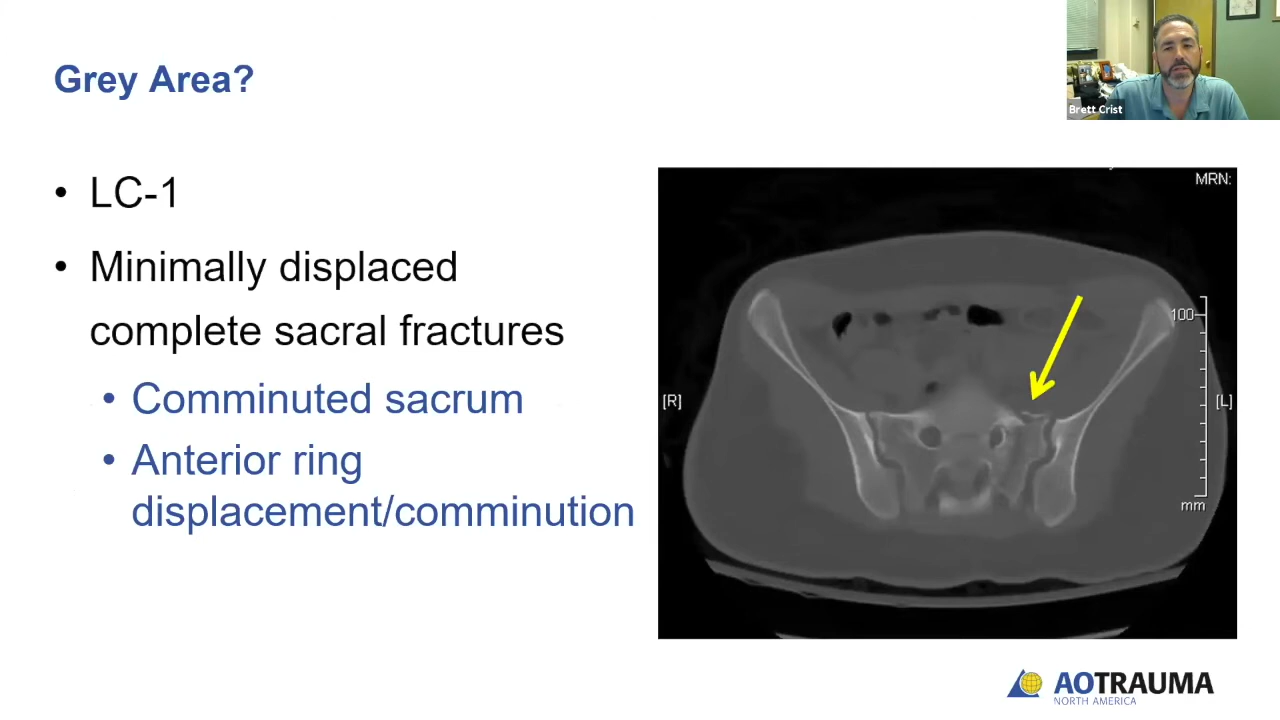 Grey Area?
Brett Crist
• LC-1
• Minimally displaced
complete sacral fractures
• Comminuted sacrum
• Anterior ring
displacement/comminution
MRN:
100
[R]
[L]
mm
AOTRAUMA
NORTH AMERICA